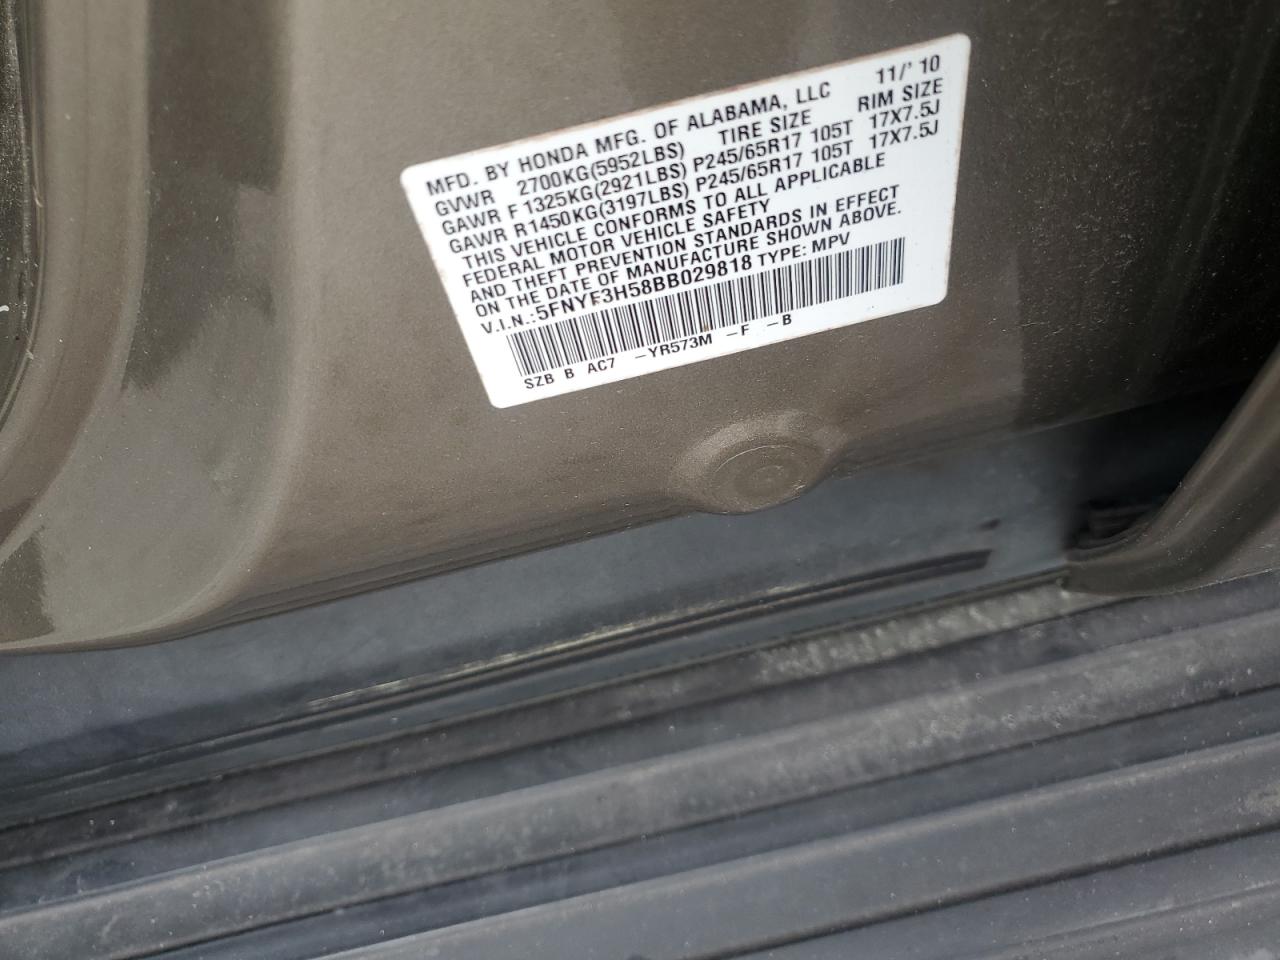 MFD. BY HONDA MFG. OF ALABAMA, LLC 11/' 10
GVWR 2700KG(5952LBS) TIRE SIZE RIM SIZE
GAWR F 1325KG(2921LBS) P245/65R17 105T 17X7.5J
GAWR R1450KG(3197LBS) P245/65R17 105T 17X7.5J
THIS VEHICLE CONFORMS TO ALL APPLICABLE
FEDERAL MOTOR VEHICLE SAFETY
AND THEFT PREVENTION STANDARDS IN EFFECT
ON THE DATE OF MANUFACTURE SHOWN ABOVE.
V.I.N.:5FNYF3H58BB029818 TYPE: MPV
SZB B AC7 -YR573M -F -B